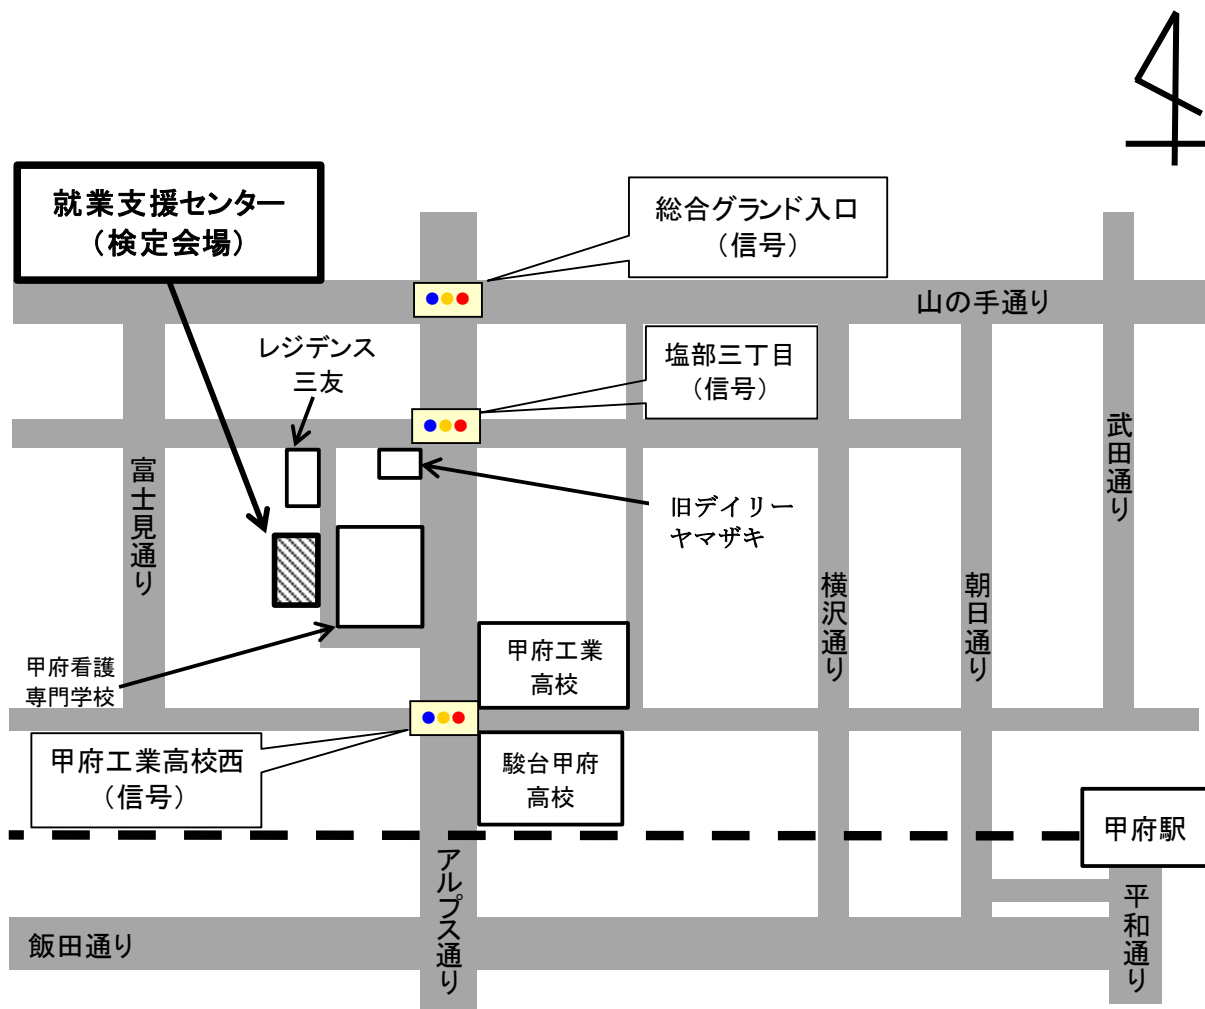 就業支援センター
（検定会場）
総合グランド入口
（信号）
山の手通り
レジデンス
三友
塩部三丁目
（信号）
武田通り
富士見通り
旧デイリー
ヤマザキ
横沢通り
朝日通り
甲府看護
専門学校
甲府工業
高校
甲府工業高校西
（信号）
駿台甲府
高校
甲府駅
アルプス通り
平和通り
飯田通り